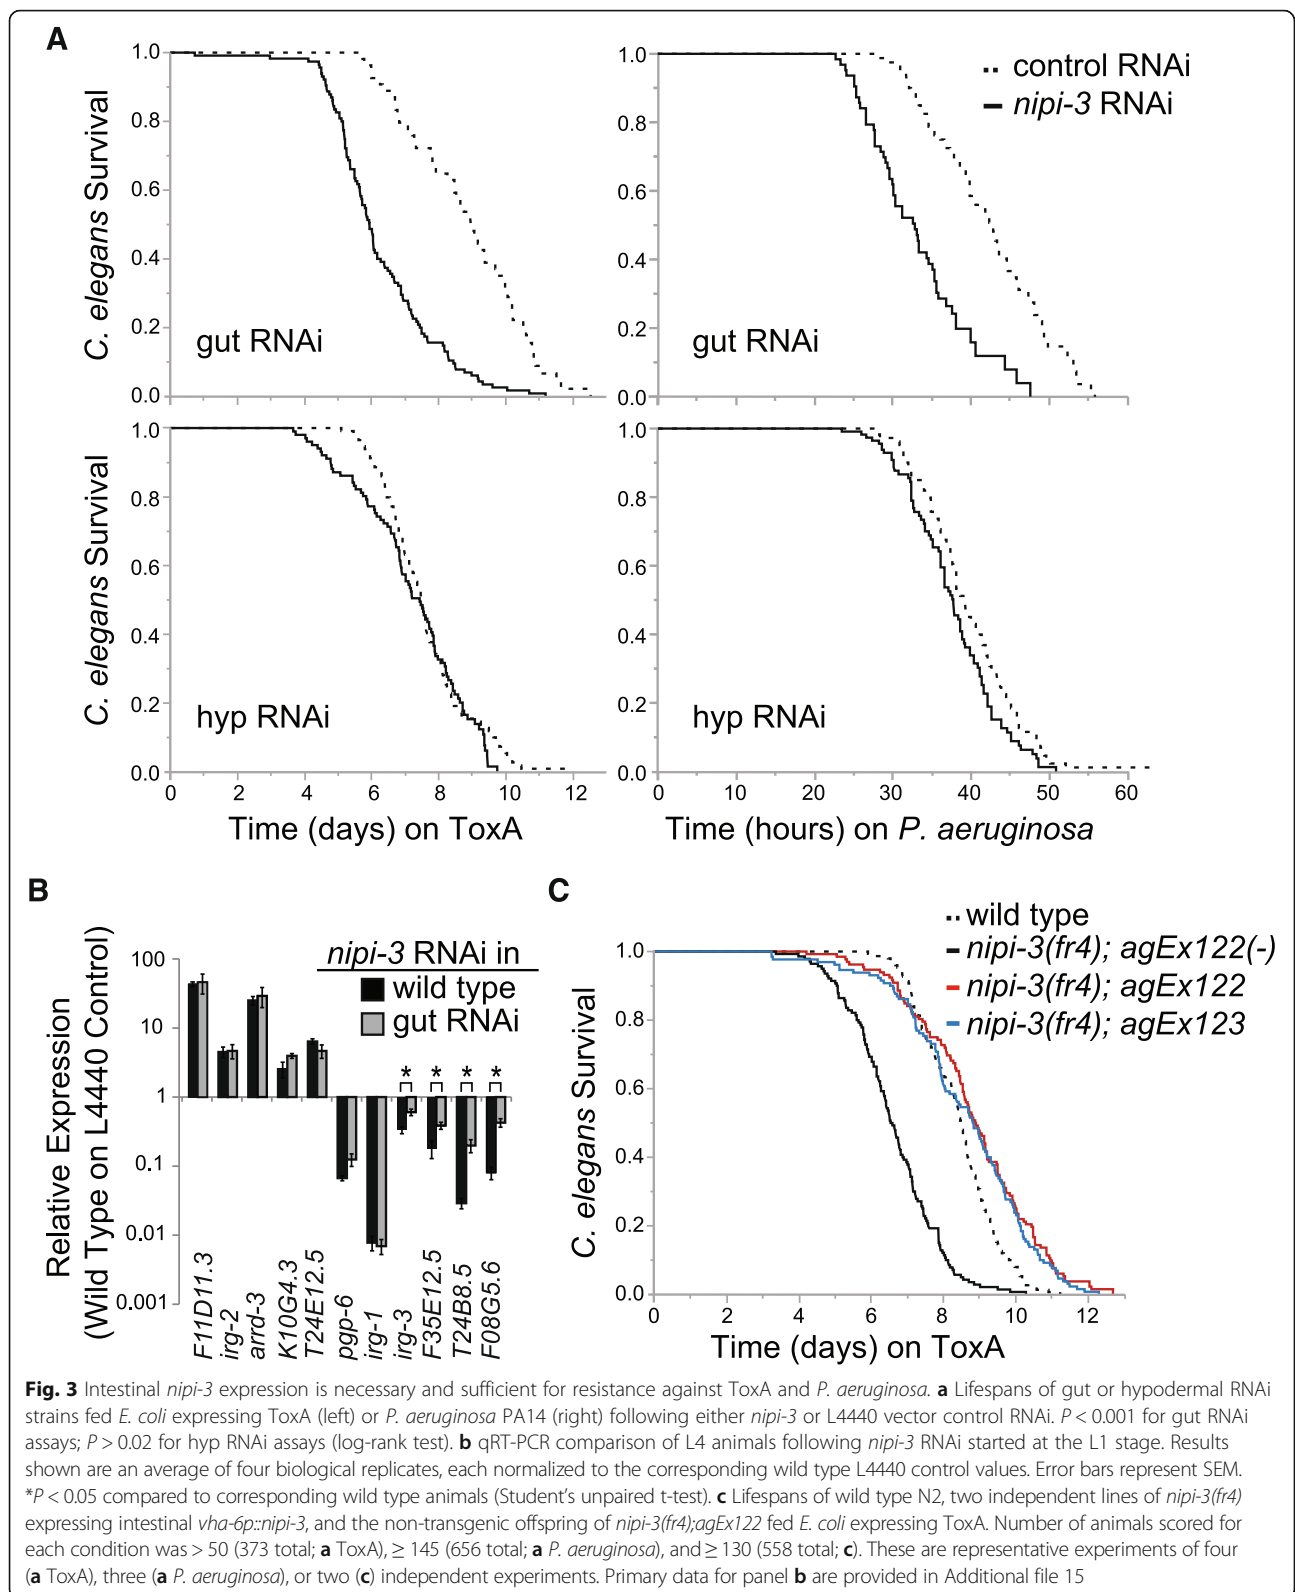 A
C. elegans Survival
1.0
0.8
0.6
0.4
0.2
0.0
gut RNAi
1.0
0.8
0.6
0.4
0.2
0.0
gut RNAi
control RNAi
nipi-3 RNAi
C. elegans Survival
1.0
0.8
0.6
0.4
0.2
0.0
hyp RNAi
0 2 4 6 8 10 12
Time (days) on ToxA
1.0
0.8
0.6
0.4
0.2
0.0
hyp RNAi
0 10 20 30 40 50 60
Time (hours) on P. aeruginosa
B
Relative Expression
(Wild Type on L4440 Control)
100
10
1
0.1
0.01
0.001
nipi-3 RNAi in
wild type
gut RNAi
* * * *
F11D11.3
irg-2
arrd-3
K10G4.3
T24E12.5
pgp-6
irg-1
irg-3
F35E12.5
T24B8.5
F08G5.6
C
wild type
nipi-3(fr4); agEx122(-)
nipi-3(fr4); agEx122
nipi-3(fr4); agEx123
C. elegans Survival
1.0
0.8
0.6
0.4
0.2
0.0
0 2 4 6 8 10 12
Time (days) on ToxA
Fig. 3 Intestinal nipi-3 expression is necessary and sufficient for resistance against ToxA and P. aeruginosa. a Lifespans of gut or hypodermal RNAi
strains fed E. coli expressing ToxA (left) or P. aeruginosa PA14 (right) following either nipi-3 or L4440 vector control RNAi. P < 0.001 for gut RNAi
assays; P > 0.02 for hyp RNAi assays (log-rank test). b qRT-PCR comparison of L4 animals following nipi-3 RNAi started at the L1 stage. Results
shown are an average of four biological replicates, each normalized to the corresponding wild type L4440 control values. Error bars represent SEM.
*P < 0.05 compared to corresponding wild type animals (Student's unpaired t-test). c Lifespans of wild type N2, two independent lines of nipi-3(fr4)
expressing intestinal vha-6p::nipi-3, and the non-transgenic offspring of nipi-3(fr4);agEx122 fed E. coli expressing ToxA. Number of animals scored for
each condition was > 50 (373 total; a ToxA), ≥ 145 (656 total; a P. aeruginosa), and ≥ 130 (558 total; c). These are representative experiments of four
(a ToxA), three (a P. aeruginosa), or two (c) independent experiments. Primary data for panel b are provided in Additional file 15